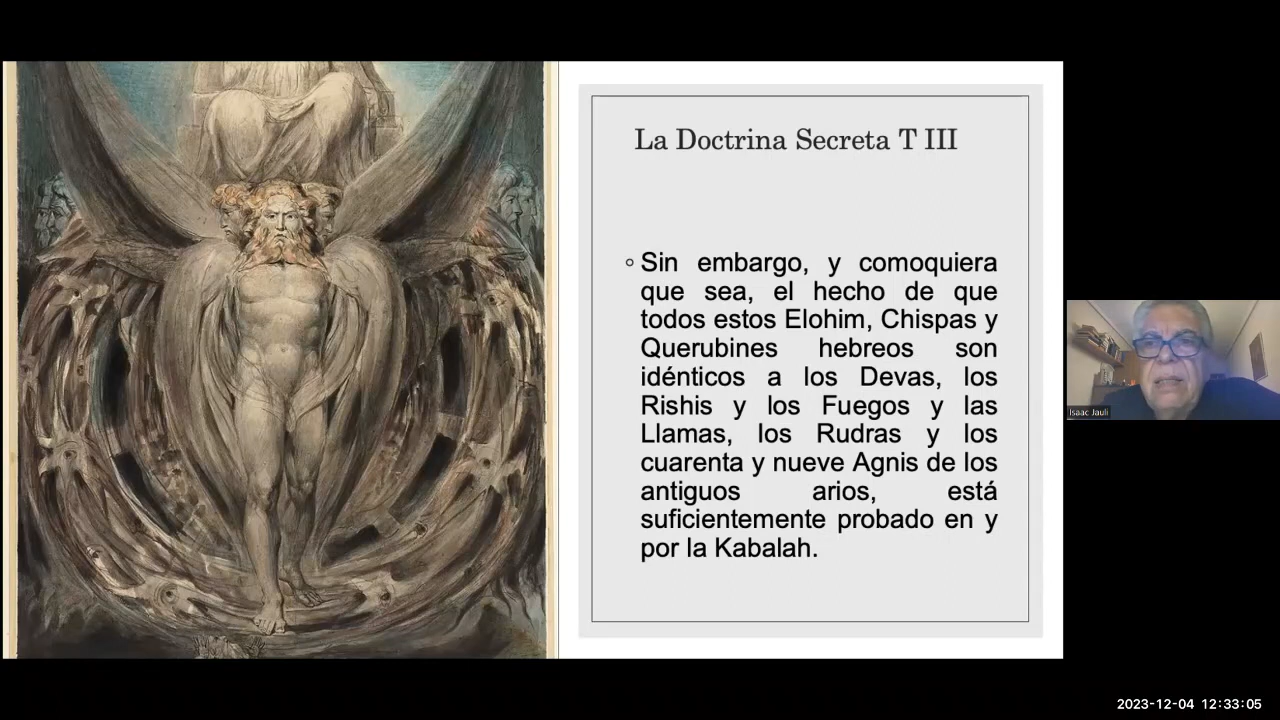 La Doctrina Secreta T III
◦ Sin embargo, y comoquiera
que sea, el hecho de que
todos estos Elohim, Chispas y
Querubines hebreos son
idénticos a los Devas, los
Rishis y los Fuegos y las
Llamas, los Rudras y los
cuarenta y nueve Agnis de los
antiguos arios, está
suficientemente probado en y
por la Kabalah.
Isaac Jauli
2023-12-04 12:33:05